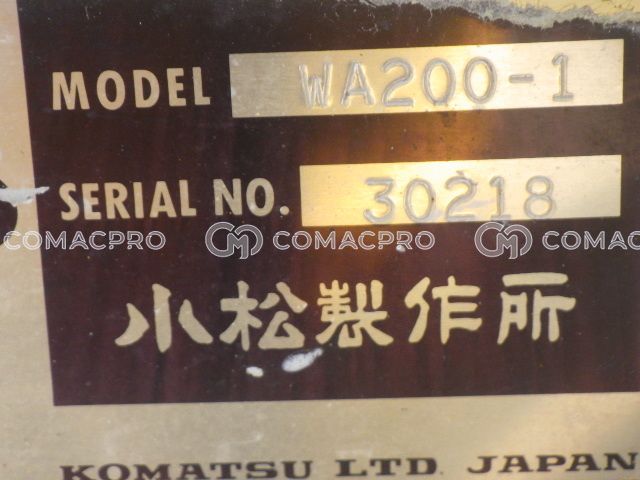 MODEL WA200-1
SERIAL NO. 30218
COMACPRO COMACPRO COMAC
小松製作所
KOMATSU LTD. JAPAN